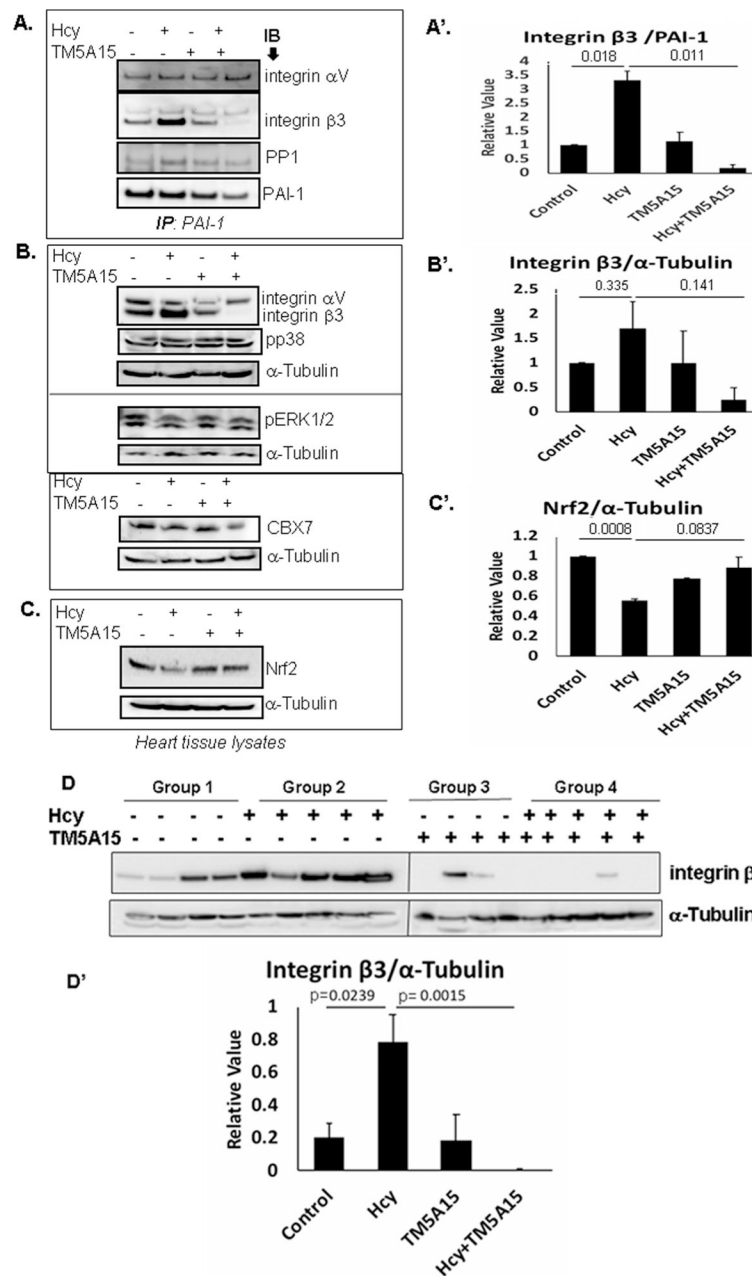 A.
Hcy - + - +
TM5A15 - - + +
IB
integrin αV
integrin β3
PP1
PAI-1
IP: PAI-1
A'.
Integrin β3 /PAI-1
0.018 0.011
Relative Value
4
3.5
3
2.5
2
1.5
1
0.5
0
Control Hcy TM5A15 Hcy+TM5A15
B.
Hcy - + - +
TM5A15 - - + +
integrin αV
integrin β3
pp38
α-Tubulin
pERK1/2
α-Tubulin
Hcy - + - +
TM5A15 - - + +
CBX7
α-Tubulin
B'.
Integrin β3/α-Tubulin
0.335 0.141
Relative Value
2.5
2
1.5
1
0.5
0
Control Hcy TM5A15 Hcy+TM5A15
C.
Hcy - + - +
TM5A15 - - + +
Nrf2
α-Tubulin
Heart tissue lysates
C'.
Nrf2/α-Tubulin
0.0008 0.0837
Relative Value
1.2
1
0.8
0.6
0.4
0.2
0
Control Hcy TM5A15 Hcy+TM5A15
D
Group 1 Group 2 Group 3 Group 4
Hcy - - - - + + + + + - - - - + + + + +
TM5A15 - - - - - - - - - + + + + + + + + +
integrin β
α-Tubulin
D'
Integrin β3/α-Tubulin
p=0.0239 p= 0.0015
Relative Value
1
0.8
0.6
0.4
0.2
0
Control Hcy TM5A15 Hcy+TM5A15